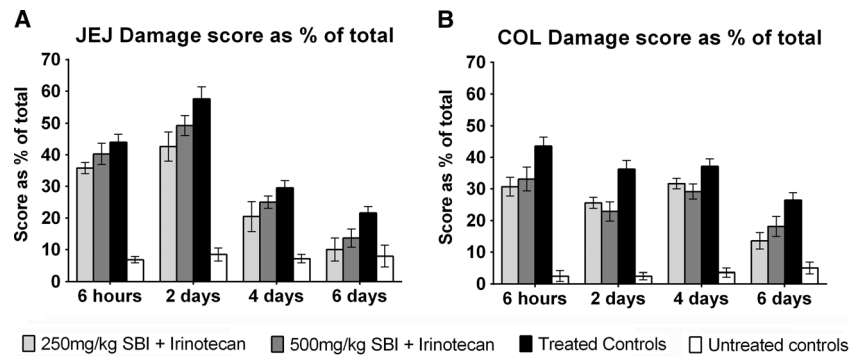 A
JEJ Damage score as % of total
Score as % of total
70
60
50
40
30
20
10
0
6 hours 2 days 4 days 6 days
B
COL Damage score as % of total
Score as % of total
70
60
50
40
30
20
10
0
6 hours 2 days 4 days 6 days
250mg/kg SBI + Irinotecan 500mg/kg SBI + Irinotecan Treated Controls Untreated controls